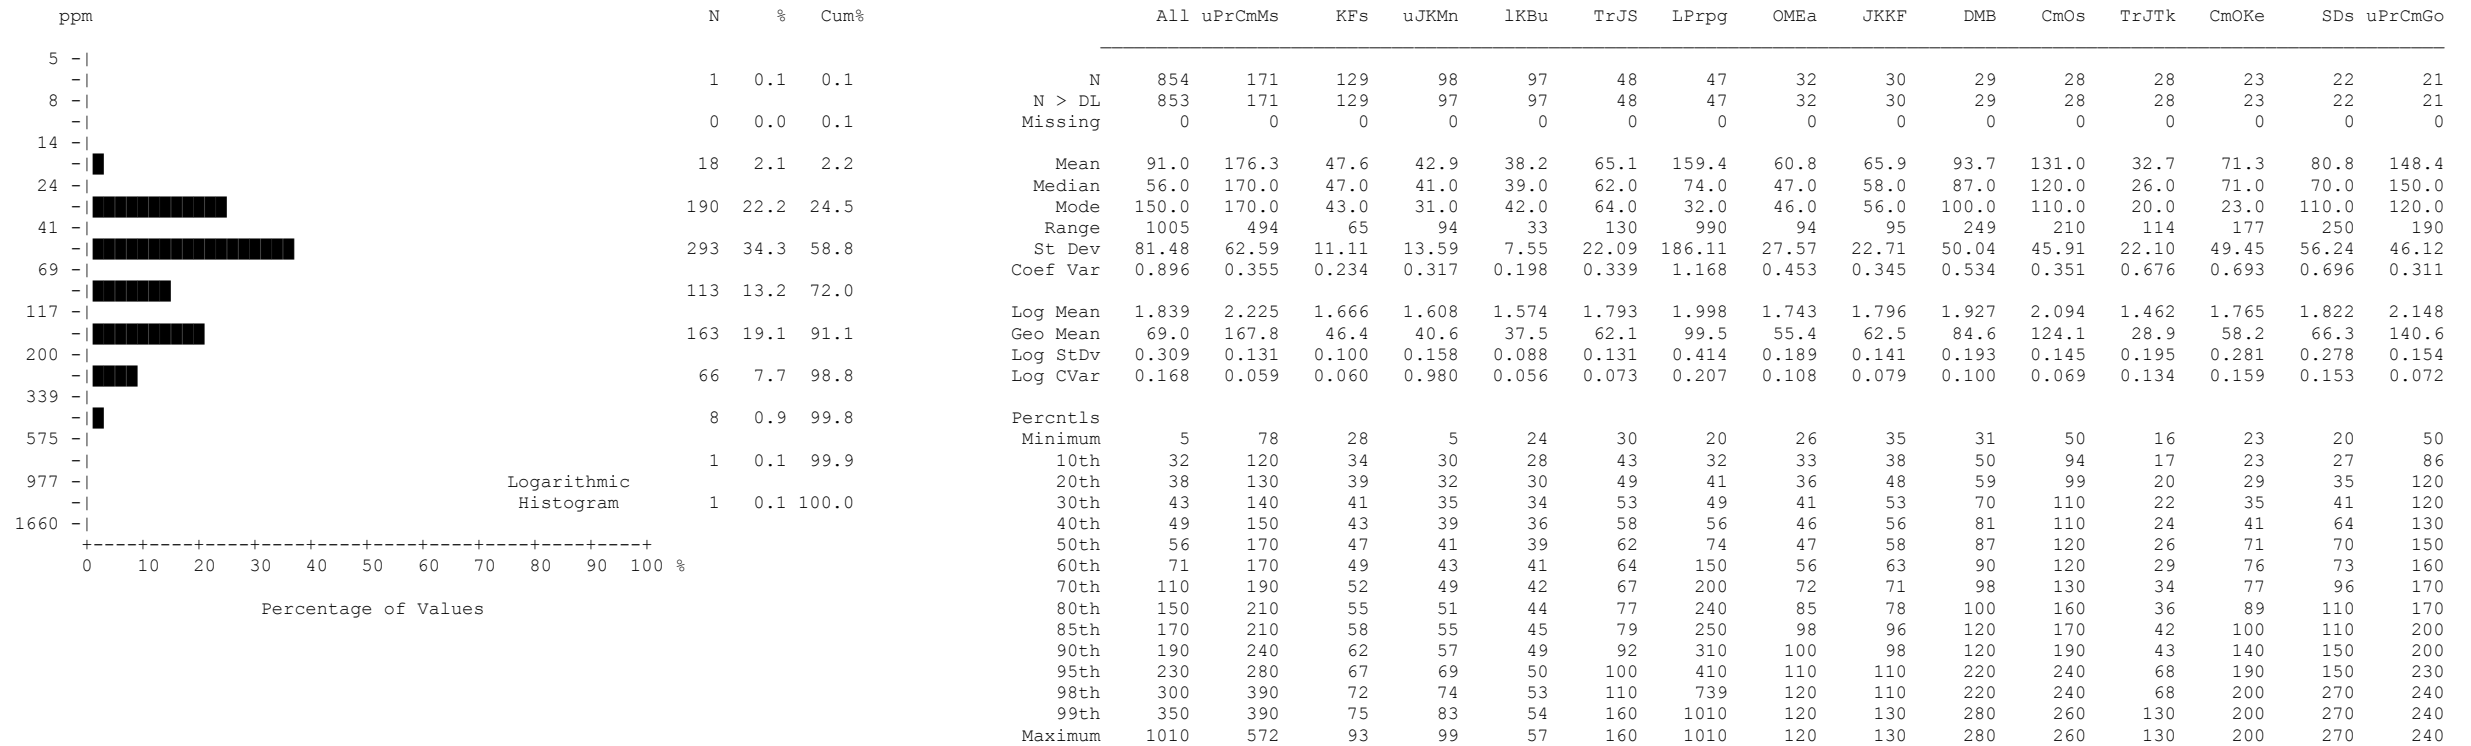 ppm N % Cum% All uPrCmMs KFs uJKMn lKBu TrJS LPrpg OMEa JKKF DMB CmOs TrJTk CmOKe SDs uPrCmGo
5 -|
-| 1 0.1 0.1 N 854 171 129 98 97 48 47 32 30 29 28 28 23 22 21
8 -| N > DL 853 171 129 97 97 48 47 32 30 29 28 28 23 22 21
-| 0 0.0 0.1 Missing 0 0 0 0 0 0 0 0 0 0 0 0 0 0 0
14 -|
-| 18 2.1 2.2 Mean 91.0 176.3 47.6 42.9 38.2 65.1 159.4 60.8 65.9 93.7 131.0 32.7 71.3 80.8 148.4
24 -| Median 56.0 170.0 47.0 41.0 39.0 62.0 74.0 47.0 58.0 87.0 120.0 26.0 71.0 70.0 150.0
-| 190 22.2 24.5 Mode 150.0 170.0 43.0 31.0 42.0 64.0 32.0 46.0 56.0 100.0 110.0 20.0 23.0 110.0 120.0
41 -| Range 1005 494 65 94 33 130 990 94 95 249 210 114 177 250 190
-| 293 34.3 58.8 St Dev 81.48 62.59 11.11 13.59 7.55 22.09 186.11 27.57 22.71 50.04 45.91 22.10 49.45 56.24 46.12
69 -| Coef Var 0.896 0.355 0.234 0.317 0.198 0.339 1.168 0.453 0.345 0.534 0.351 0.676 0.693 0.696 0.311
-| 113 13.2 72.0
117 -| Log Mean 1.839 2.225 1.666 1.608 1.574 1.793 1.998 1.743 1.796 1.927 2.094 1.462 1.765 1.822 2.148
-| 163 19.1 91.1 Geo Mean 69.0 167.8 46.4 40.6 37.5 62.1 99.5 55.4 62.5 84.6 124.1 28.9 58.2 66.3 140.6
200 -| Log StDv 0.309 0.131 0.100 0.158 0.088 0.131 0.414 0.189 0.141 0.193 0.145 0.195 0.281 0.278 0.154
-| 66 7.7 98.8 Log CVar 0.168 0.059 0.060 0.980 0.056 0.073 0.207 0.108 0.079 0.100 0.069 0.134 0.159 0.153 0.072
339 -|
-| 8 0.9 99.8 Percntls
575 -| Minimum 5 78 28 5 24 30 20 26 35 31 50 16 23 20 50
-| 1 0.1 99.9 10th 32 120 34 30 28 43 32 33 38 50 94 17 23 27 86
977 -| Logarithmic 20th 38 130 39 32 30 49 41 36 48 59 99 20 29 35 120
-| Histogram 1 0.1 100.0 30th 43 140 41 35 34 53 49 41 53 70 110 22 35 41 120
1660 -| 40th 49 150 43 39 36 58 56 46 56 81 110 24 41 64 130
+----+----+----+----+----+----+----+----+----+----+ 50th 56 170 47 41 39 62 74 47 58 87 120 26 71 70 150
0 10 20 30 40 50 60 70 80 90 100 % 60th 71 170 49 43 41 64 150 56 63 90 120 29 76 73 160
70th 110 190 52 49 42 67 200 72 71 98 130 34 77 96 170
Percentage of Values 80th 150 210 55 51 44 77 240 85 78 100 160 36 89 110 170
85th 170 210 58 55 45 79 250 98 96 120 170 42 100 110 200
90th 190 240 62 57 49 92 310 100 98 120 190 43 140 150 200
95th 230 280 67 69 50 100 410 110 110 220 240 68 190 150 230
98th 300 390 72 74 53 110 739 120 110 220 240 68 200 270 240
99th 350 390 75 83 54 160 1010 120 130 280 260 130 200 270 240
Maximum 1010 572 93 99 57 160 1010 120 130 280 260 130 200 270 240